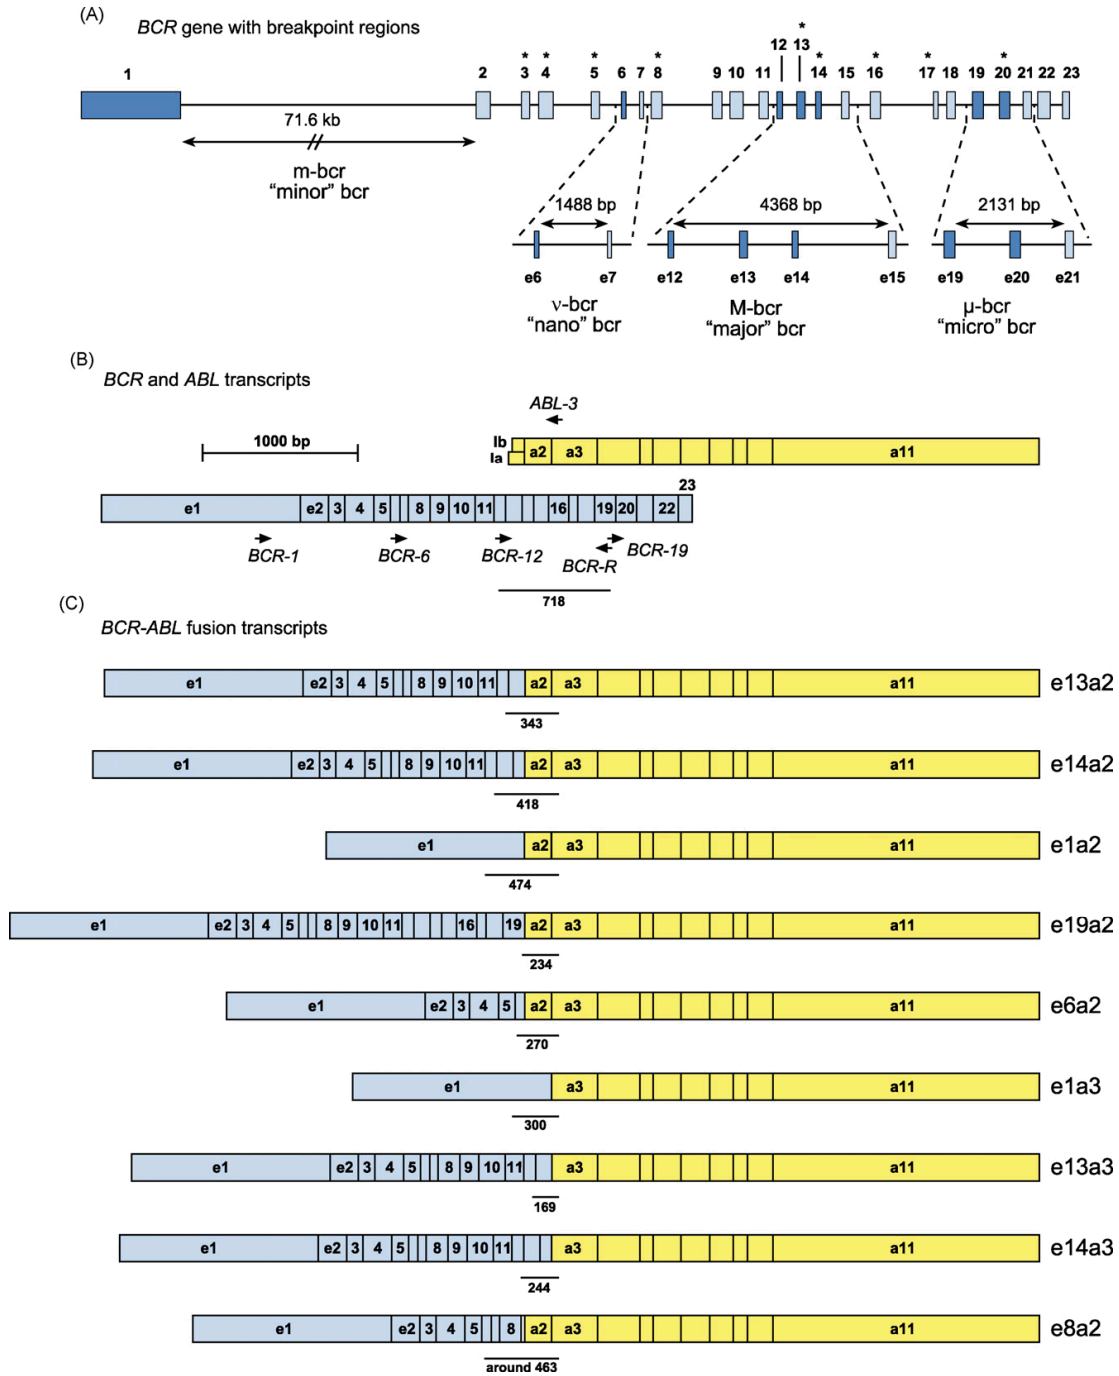 (A)
BCR gene with breakpoint regions
1 2 * 3 * 4 * 5 6 7 * 8 9 10 11 12 * 13 * 14 15 * 16 * 17 18 19 * 20 21 22 23
71.6 kb
m-bcr
“minor” bcr
1488 bp 4368 bp 2131 bp
e6 e7 e12 e13 e14 e15 e19 e20 e21
ν-bcr M-bcr μ-bcr
“nano” bcr “major” bcr “micro” bcr
(B)
BCR and ABL transcripts
ABL-3
1000 bp
Ib
Ia a2 a3 a11
23
e1 e2 3 4 5 8 9 10 11 16 19 20 22
BCR-1 BCR-6 BCR-12 BCR-R BCR-19
718
(C)
BCR-ABL fusion transcripts
e1 e2 3 4 5 8 9 10 11 a2 a3 a11 e13a2
343
e1 e2 3 4 5 8 9 10 11 a2 a3 a11 e14a2
418
e1 a2 a3 a11 e1a2
474
e1 e2 3 4 5 8 9 10 11 16 19 a2 a3 a11 e19a2
234
e1 e2 3 4 5 a2 a3 a11 e6a2
270
e1 a3 a11 e1a3
300
e1 e2 3 4 5 8 9 10 11 a3 a11 e13a3
169
e1 e2 3 4 5 8 9 10 11 a3 a11 e14a3
244
e1 e2 3 4 5 8 a2 a3 a11 e8a2
around 463